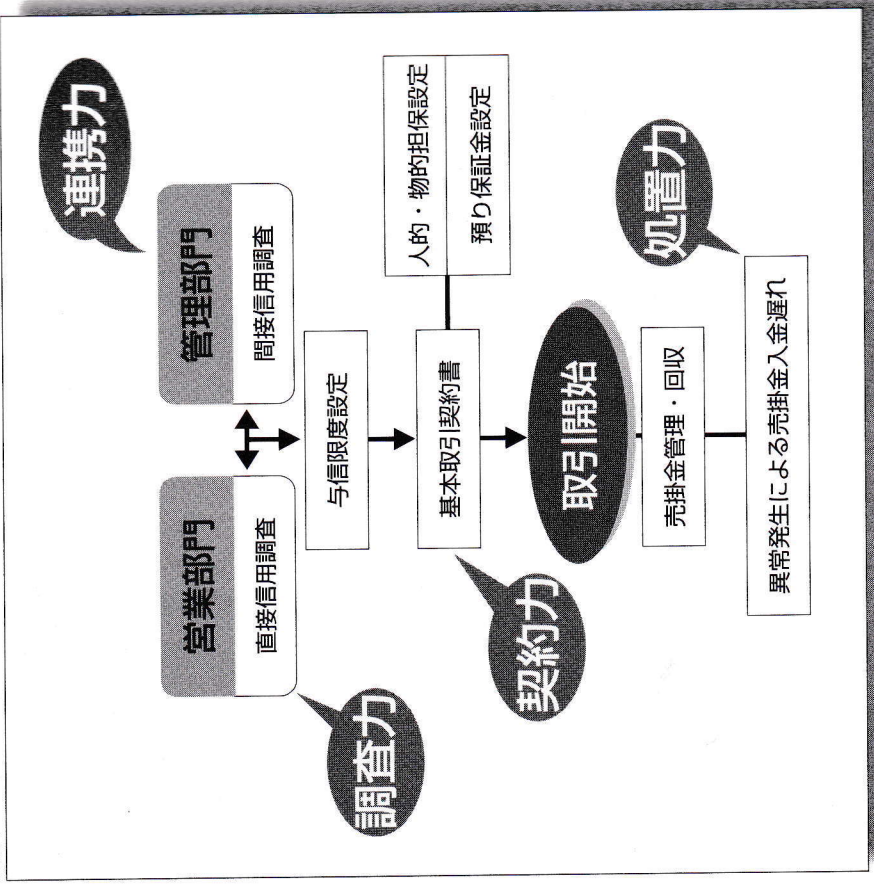 連携力
営業部門
直接信用調査
管理部門
間接信用調査
調査力
与信限度設定
基本取引契約書
人的・物的担保設定
預り保証金設定
契約力
取引開始
売掛金管理・回収
処置力
異常発生による売掛金入金遅れ